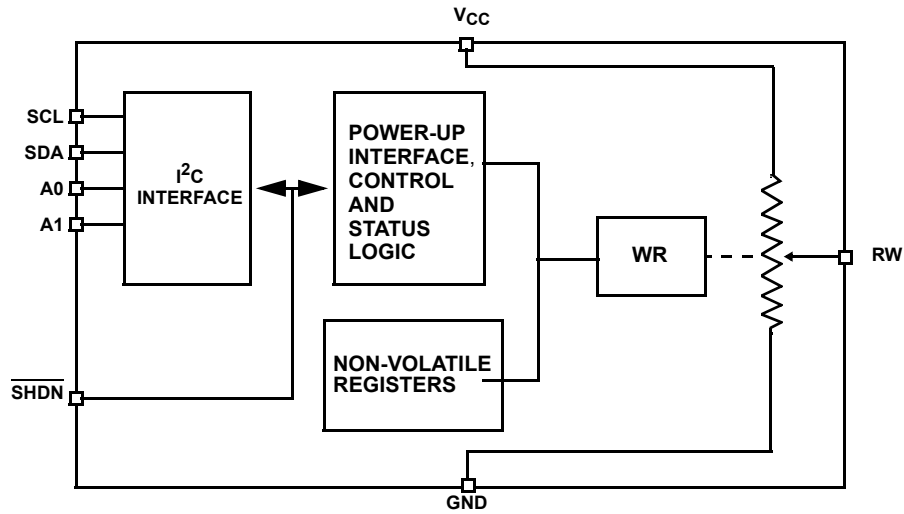 VCC
SCL
SDA
A0
A1
I2C
INTERFACE
POWER-UP
INTERFACE,
CONTROL
AND
STATUS
LOGIC
WR
RW
NON-VOLATILE
REGISTERS
SHDN
GND